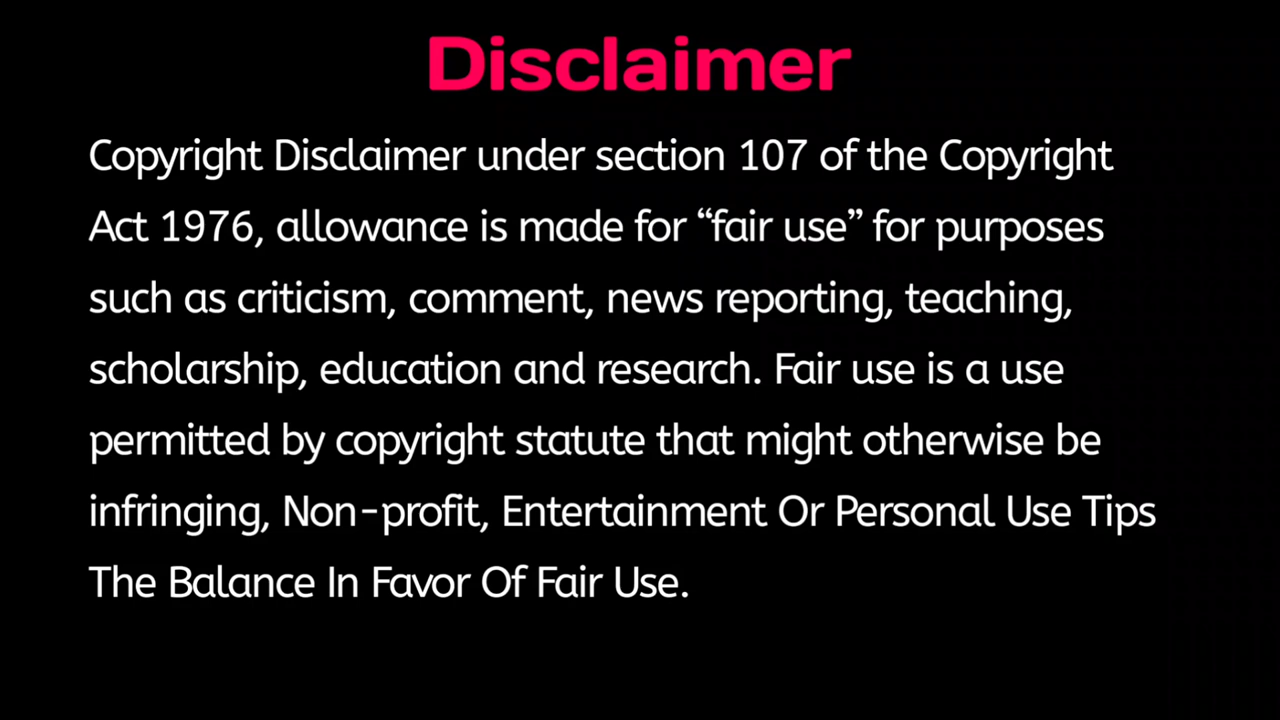 Disclaimer
Copyright Disclaimer under section 107 of the Copyright
Act 1976, allowance is made for “fair use” for purposes
such as criticism, comment, news reporting, teaching,
scholarship, education and research. Fair use is a use
permitted by copyright statute that might otherwise be
infringing, Non-profit, Entertainment Or Personal Use Tips
The Balance In Favor Of Fair Use.